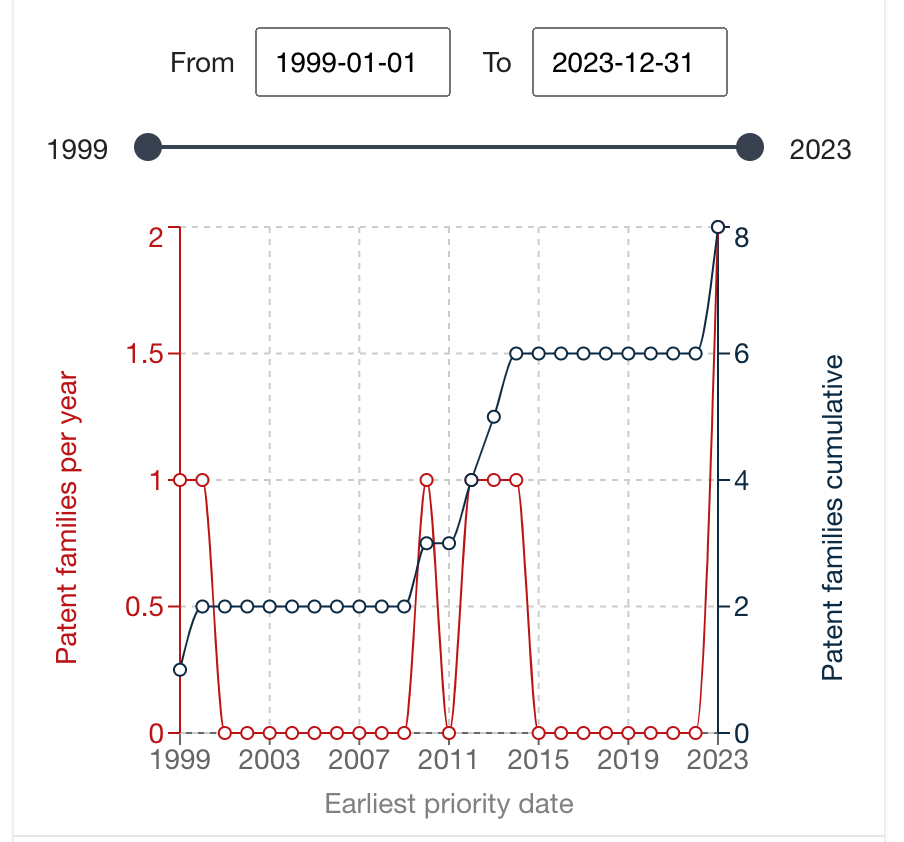 From 1999-01-01 To 2023-12-31
1999 2023
2 8
1.5 6
1 4
0.5 2
0 0
Patent families per year
Patent families cumulative
1999 2003 2007 2011 2015 2019 2023
Earliest priority date